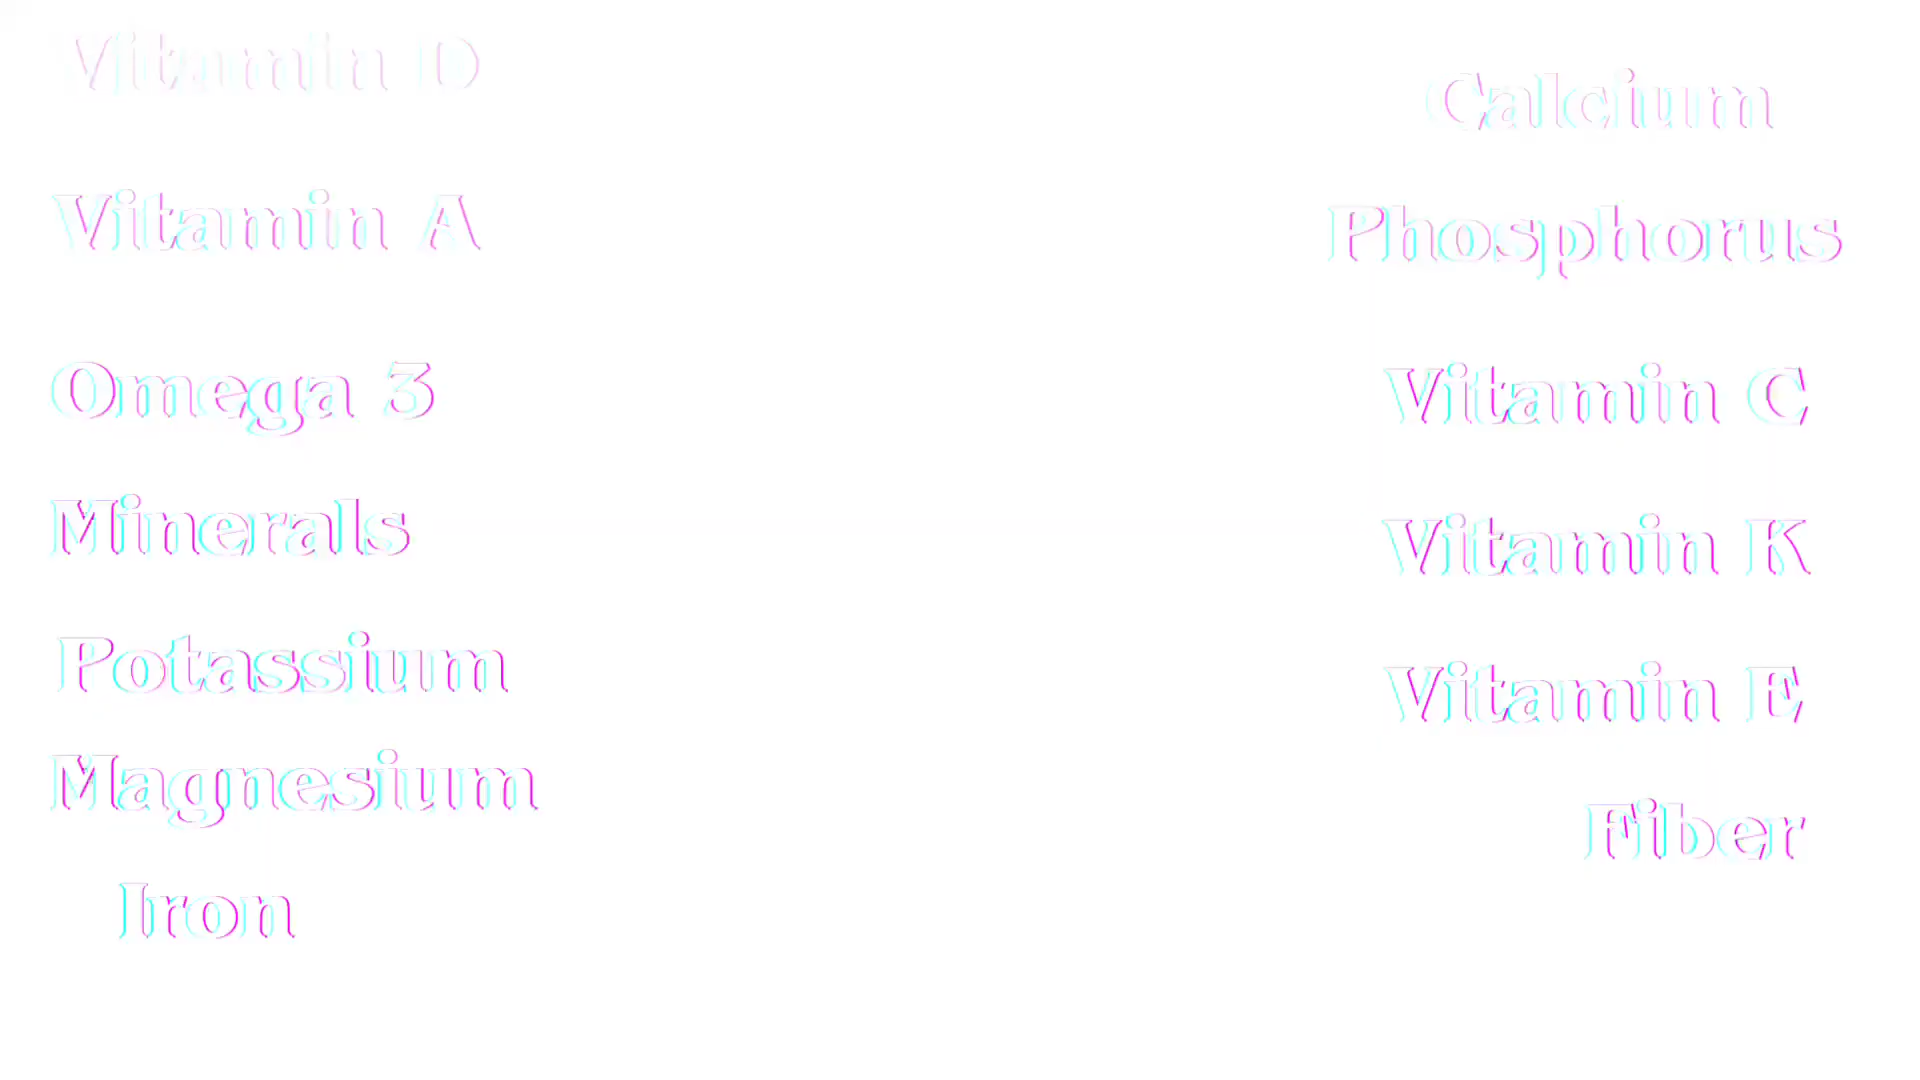 Vitamin D
Vitamin A
Omega 3
Minerals
Potassium
Magnesium
Iron
Calcium
Phosphorus
Vitamin C
Vitamin K
Vitamin E
Fiber